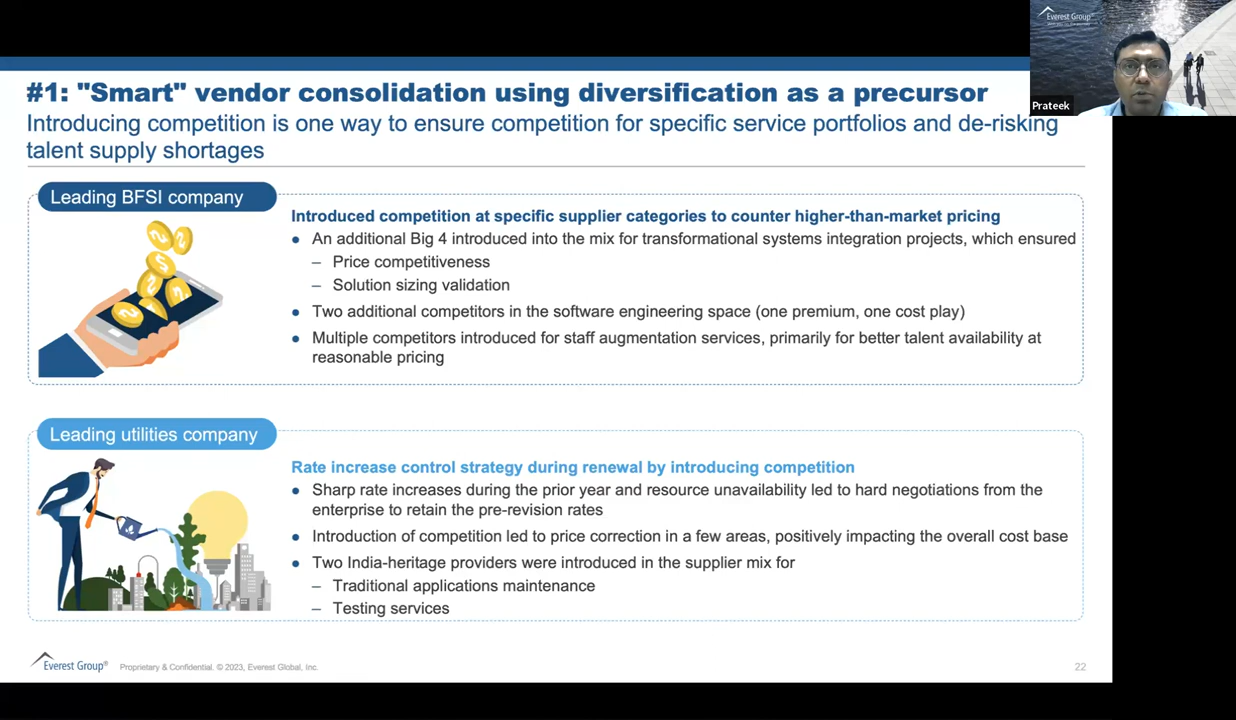 Everest Group®
Prateek
#1: "Smart" vendor consolidation using diversification as a precursor
Introducing competition is one way to ensure competition for specific service portfolios and de-risking
talent supply shortages
Leading BFSI company
Introduced competition at specific supplier categories to counter higher-than-market pricing
● An additional Big 4 introduced into the mix for transformational systems integration projects, which ensured
– Price competitiveness
– Solution sizing validation
● Two additional competitors in the software engineering space (one premium, one cost play)
● Multiple competitors introduced for staff augmentation services, primarily for better talent availability at
reasonable pricing
Leading utilities company
Rate increase control strategy during renewal by introducing competition
● Sharp rate increases during the prior year and resource unavailability led to hard negotiations from the
enterprise to retain the pre-revision rates
● Introduction of competition led to price correction in a few areas, positively impacting the overall cost base
● Two India-heritage providers were introduced in the supplier mix for
– Traditional applications maintenance
– Testing services
Everest Group® Proprietary & Confidential. © 2023, Everest Global, Inc.
22